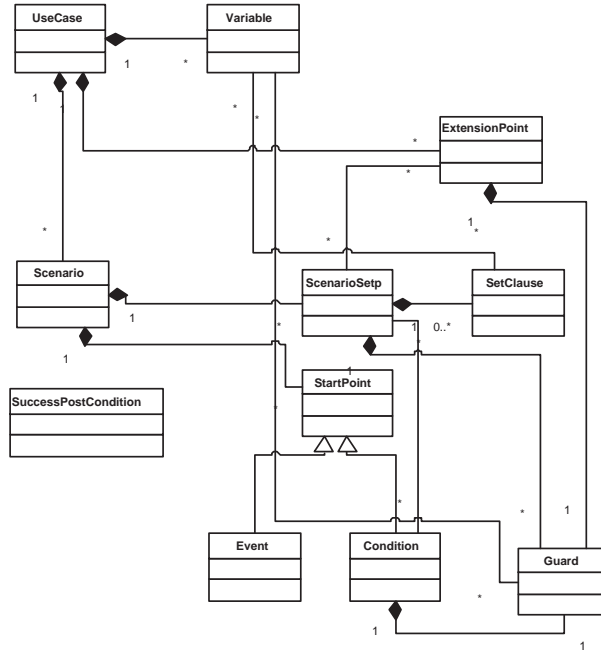 UseCase
Variable
1
*
1
1
*
*
ExtensionPoint
*
*
1
*
*
*
Scenario
ScenarioSetp
SetClause
1
*
1
0..*
1
*
1
StartPoint
SuccessPostCondition
*
*
*
1
Event
Condition
Guard
*
1
1